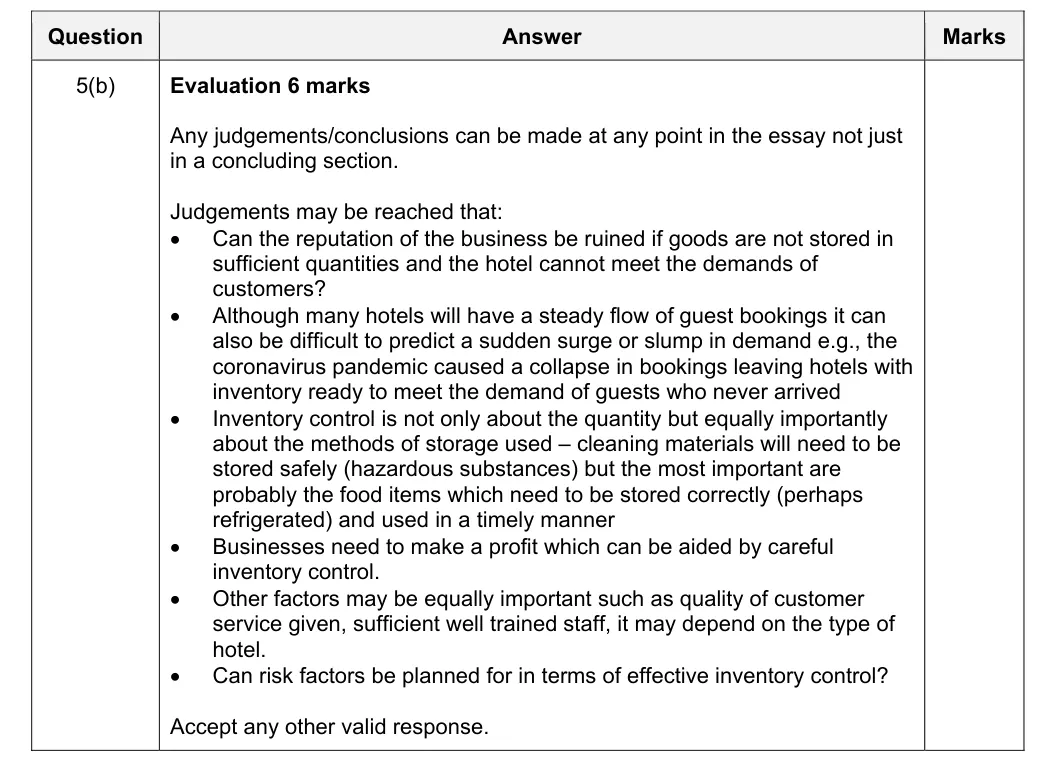 Question Answer Marks
5(b) Evaluation 6 marks
Any judgements/conclusions can be made at any point in the essay not just
in a concluding section.
Judgements may be reached that:
• Can the reputation of the business be ruined if goods are not stored in
sufficient quantities and the hotel cannot meet the demands of
customers?
• Although many hotels will have a steady flow of guest bookings it can
also be difficult to predict a sudden surge or slump in demand e.g., the
coronavirus pandemic caused a collapse in bookings leaving hotels with
inventory ready to meet the demand of guests who never arrived
• Inventory control is not only about the quantity but equally importantly
about the methods of storage used – cleaning materials will need to be
stored safely (hazardous substances) but the most important are
probably the food items which need to be stored correctly (perhaps
refrigerated) and used in a timely manner
• Businesses need to make a profit which can be aided by careful
inventory control.
• Other factors may be equally important such as quality of customer
service given, sufficient well trained staff, it may depend on the type of
hotel.
• Can risk factors be planned for in terms of effective inventory control?
Accept any other valid response.